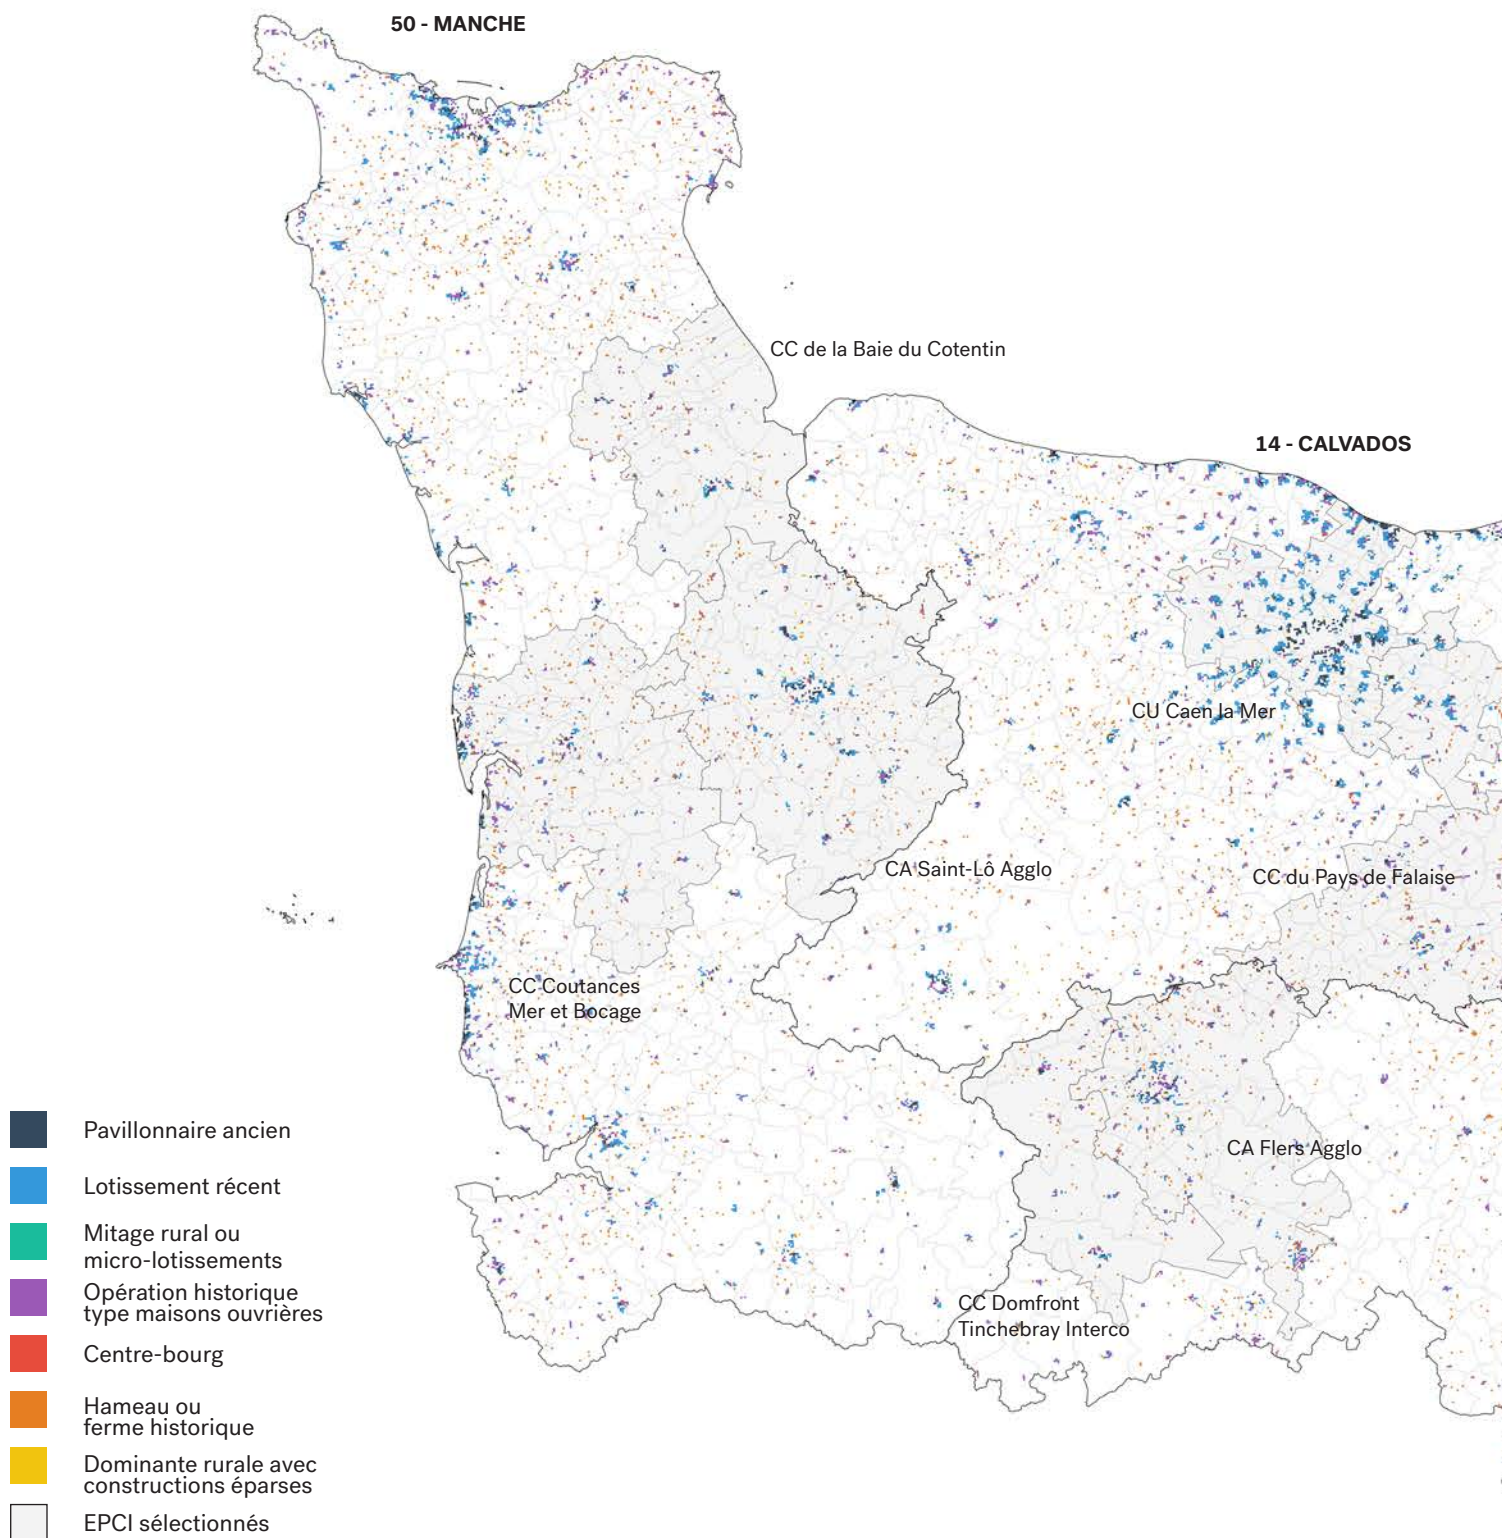 50 - MANCHE
CC de la Baie du Cotentin
14 - CALVADOS
CU Caen la Mer
CA Saint-Lô Agglo
CC du Pays de Falaise
CC Coutances
Mer et Bocage
CA Flers Agglo
CC Domfront
Tinchebray Interco
Pavillonnaire ancien
Lotissement récent
Mitage rural ou
micro-lotissements
Opération historique
type maisons ouvrières
Centre-bourg
Hameau ou
ferme historique
Dominante rurale avec
constructions éparses
EPCI sélectionnés